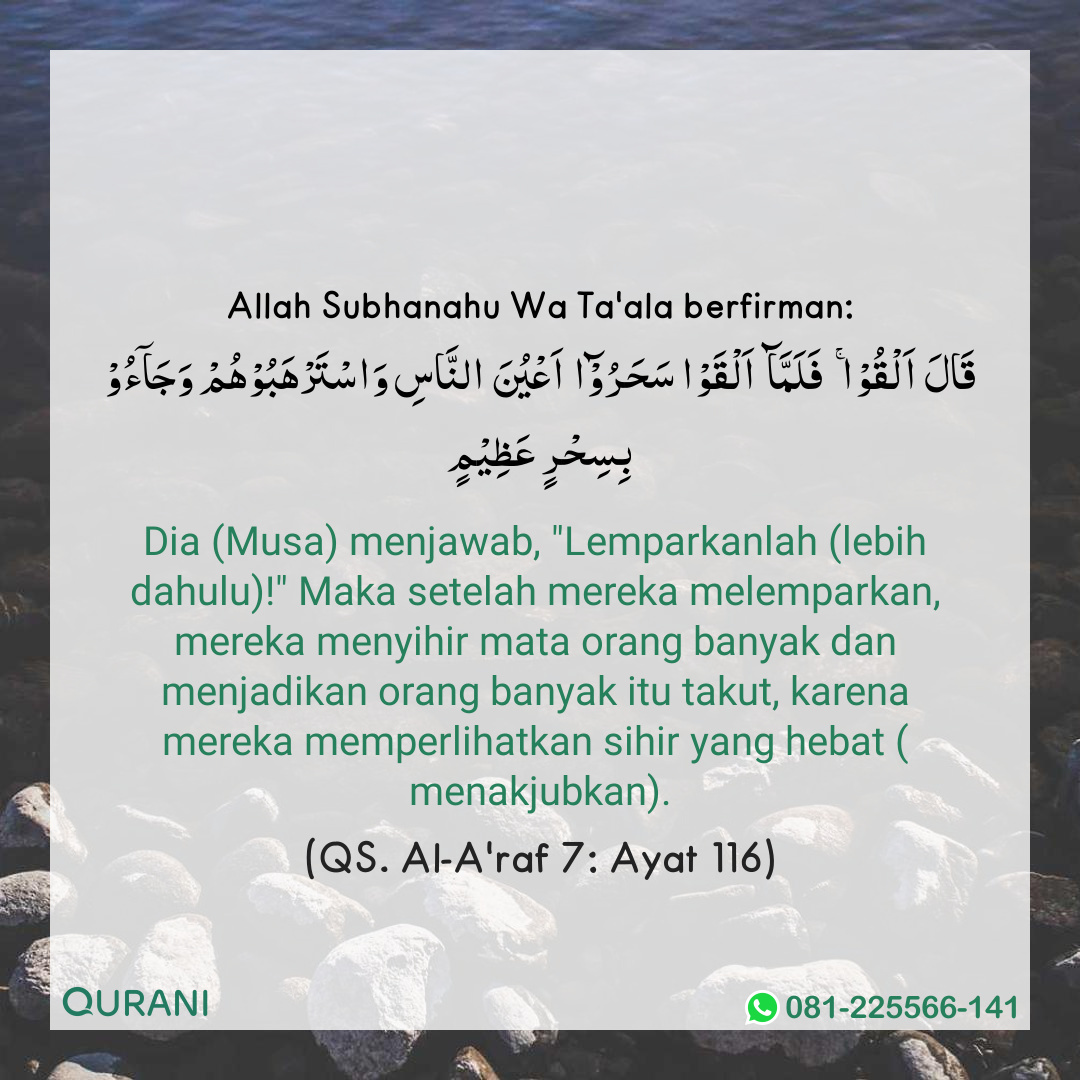 Allah Subhanahu Wa Ta'ala berfirman:
قَالَ اَلْقُوْا ۚ فَلَمَّاۤ اَلْقَوْا سَحَرُوْۤا اَعْيُنَ النَّاسِ وَاسْتَرْهَبُوْهُمْ وَجَآءُوْ
بِسِحْرٍ عَظِيْمٍ
Dia (Musa) menjawab, "Lemparkanlah (lebih
dahulu)!" Maka setelah mereka melemparkan,
mereka menyihir mata orang banyak dan
menjadikan orang banyak itu takut, karena
mereka memperlihatkan sihir yang hebat (
menakjubkan).
(QS. Al-A'raf 7: Ayat 116)
QURANI
081-225566-141